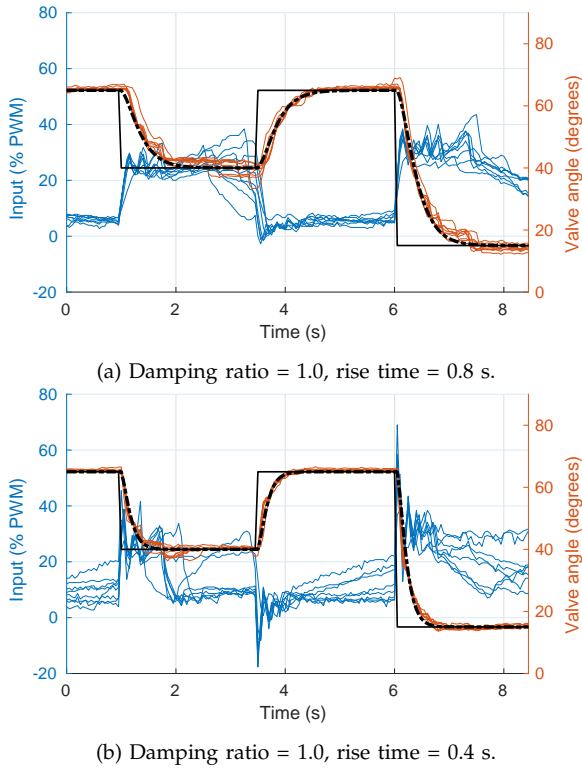 80
60
40
20
0
-20
Input (% PWM)
80
60
40
20
0
Valve angle (degrees)
0 2 4 6 8
Time (s)
(a) Damping ratio = 1.0, rise time = 0.8 s.
80
60
40
20
0
-20
Input (% PWM)
80
60
40
20
0
Valve angle (degrees)
0 2 4 6 8
Time (s)
(b) Damping ratio = 1.0, rise time = 0.4 s.